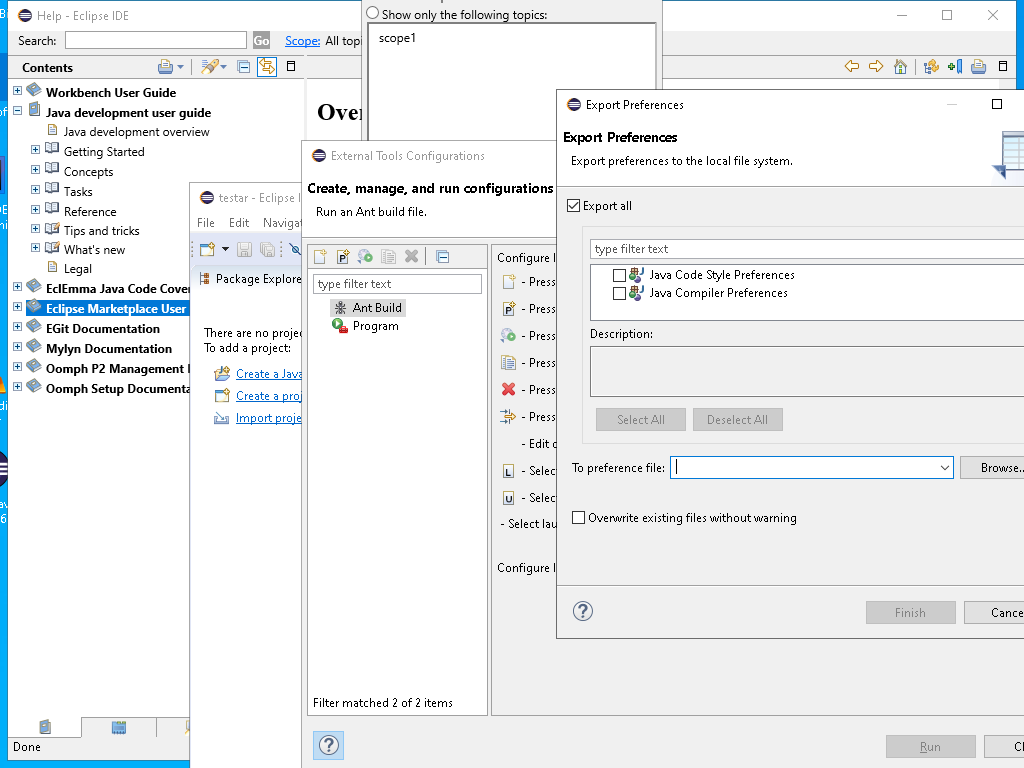 Help - Eclipse IDE
Search:
Go
Scope:
All topi
Contents
Workbench User Guide
Java development user guide
Java development overview
Getting Started
Concepts
Tasks
Reference
Tips and tricks
What's new
Legal
EclEmma Java Code Cover
Eclipse Marketplace User
EGit Documentation
Mylyn Documentation
Oomph P2 Management
Oomph Setup Documenta
Done
Over
Show only the following topics:
scope1
testar - Eclipse I
File
Edit
Navigat
Package Explore
There are no projec
To add a project:
Create a Java
Create a proj
Import proje
External Tools Configurations
Create, manage, and run configurations
Run an Ant build file.
type filter text
Ant Build
Program
Filter matched 2 of 2 items
Configure l
- Press
- Press
- Press
- Press
- Press
- Press
- Edit o
L - Selec
U - Selec
- Select lau
Configure l
Run
Cl
Export Preferences
Export Preferences
Export preferences to the local file system.
Export all
type filter text
Java Code Style Preferences
Java Compiler Preferences
Description:
Select All
Deselect All
To preference file:
Browse..
Overwrite existing files without warning
Finish
Cance